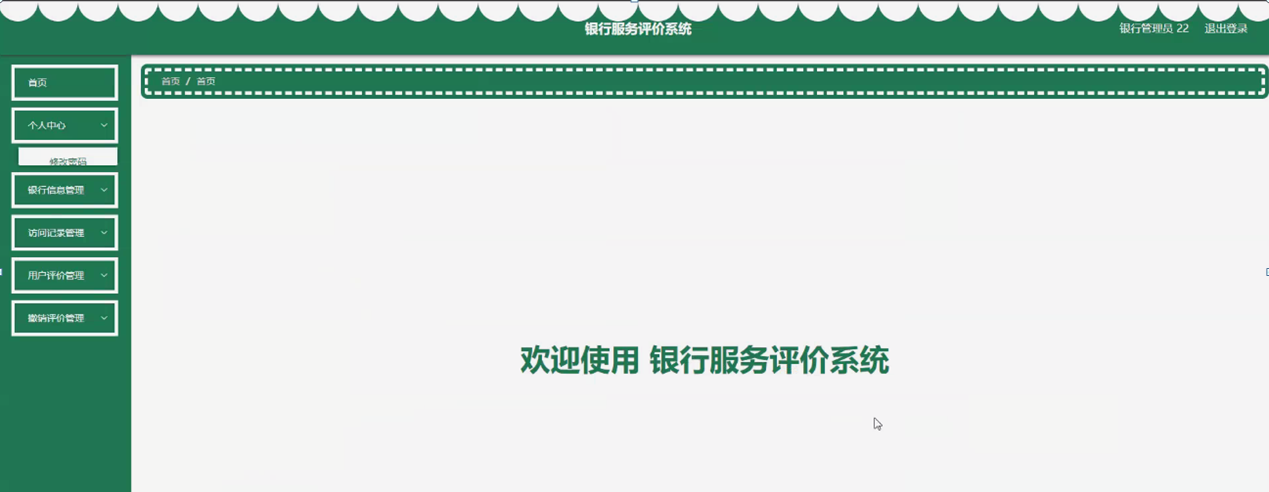 银行服务评价系统
银行管理员 22 退出登录
首页
首页 / 首页
个人中心
修改密码
银行信息管理
访问记录管理
用户评价管理
撤销评价管理
欢迎使用 银行服务评价系统